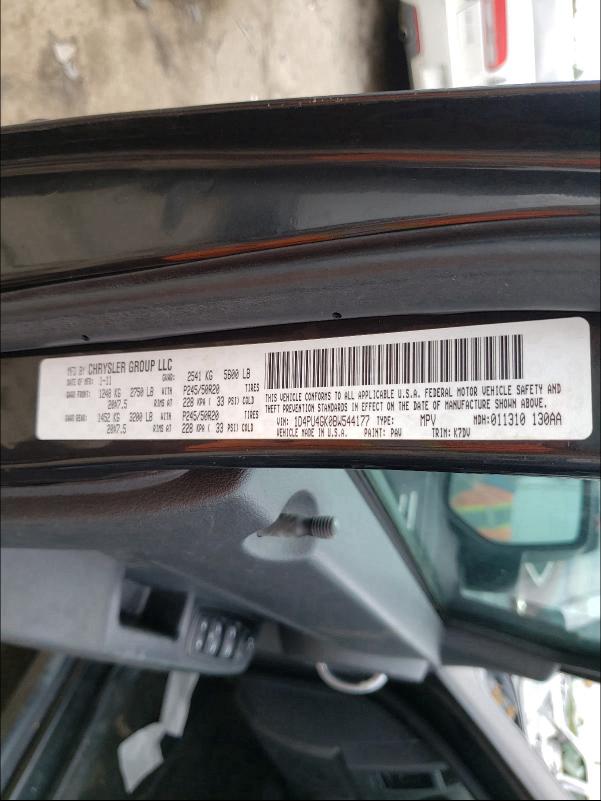 MFD BY CHRYSLER GROUP LLC
DATE OF MFR: 1-11 GVWR: 2541 KG 5600 LB
GAWR FRONT: 1248 KG 2750 LB WITH P245/50R20 TIRES
20X7.5 RIMS AT 228 KPA ( 33 PSI) COLD
GAWR REAR: 1452 KG 3200 LB WITH P245/50R20 TIRES
20X7.5 RIMS AT 228 KPA ( 33 PSI) COLD
THIS VEHICLE CONFORMS TO ALL APPLICABLE U.S.A. FEDERAL MOTOR VEHICLE SAFETY AND
THEFT PREVENTION STANDARDS IN EFFECT ON THE DATE OF MANUFACTURE SHOWN ABOVE.
VIN: 1D4PU4GK0BW544177 TYPE: MPV MDH: 011310 130AA
VEHICLE MADE IN U.S.A. PAINT: PAV TRIM: K7DV